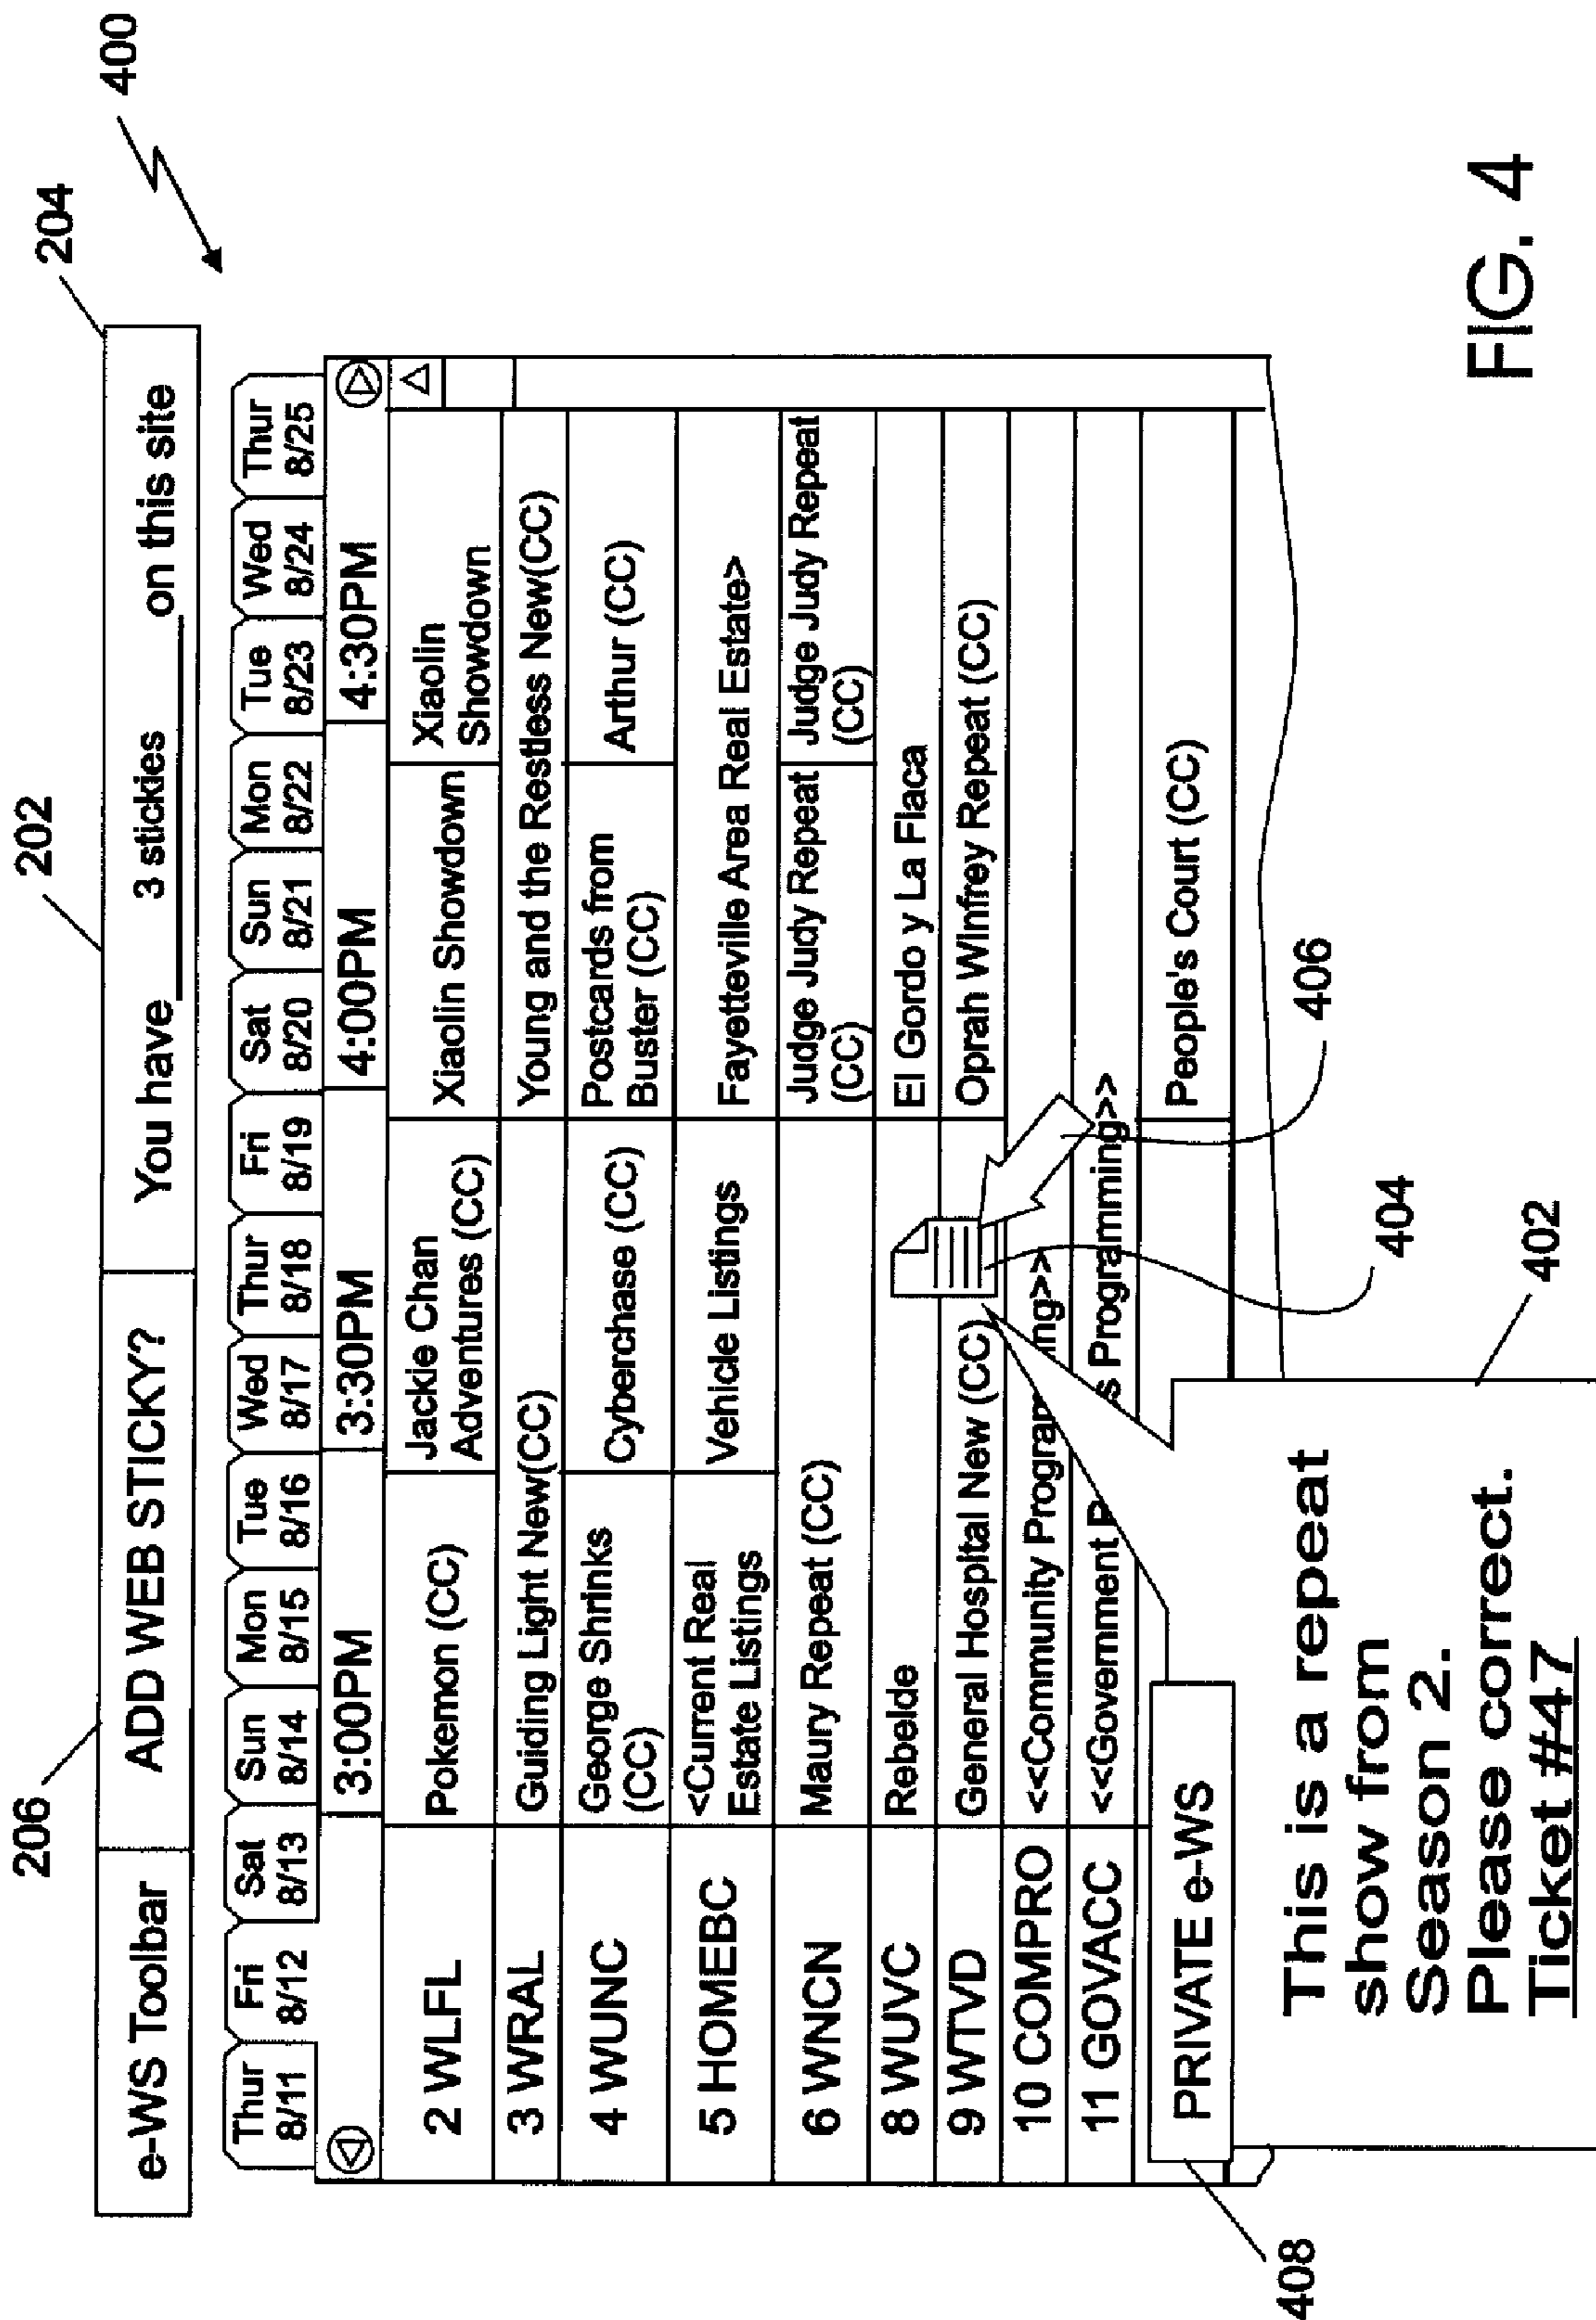 206
202
204
400
e-WS Toolbar
ADD WEB STICKY?
You have 3 stickies on this site
Thur 8/11
Fri 8/12
Sat 8/13
Sun 8/14
Mon 8/15
Tue 8/16
Wed 8/17
Thur 8/18
Fri 8/19
Sat 8/20
Sun 8/21
Mon 8/22
Tue 8/23
Wed 8/24
Thur 8/25
3:00PM
3:30PM
4:00PM
4:30PM
2 WLFL
Pokemon (CC)
Jackie Chan
Adventures (CC)
Xiaolin Showdown
Xiaolin
Showdown
3 WRAL
Guiding Light New(CC)
Young and the Restless New(CC)
4 WUNC
George Shrinks
(CC)
Cyberchase (CC)
Postcards from
Buster (CC)
Arthur (CC)
5 HOMEBC
<Current Real
Estate Listings
Vehicle Listings
Fayetteville Area Real Estate>
6 WNCN
Maury Repeat (CC)
Judge Judy Repeat
(CC)
Judge Judy Repeat
(CC)
8 WUVC
Rebelde
El Gordo y La Flaca
9 WTVD
General Hospital New (CC)
Oprah Winfrey Repeat (CC)
10 COMPRO
<<Community Program ing>>
11 GOVACC
<<Government P s Programming>>
People's Court (CC)
PRIVATE e-WS
This is a repeat
show from
Season 2.
Please correct.
Ticket #47
408
402
404
406
FIG. 4